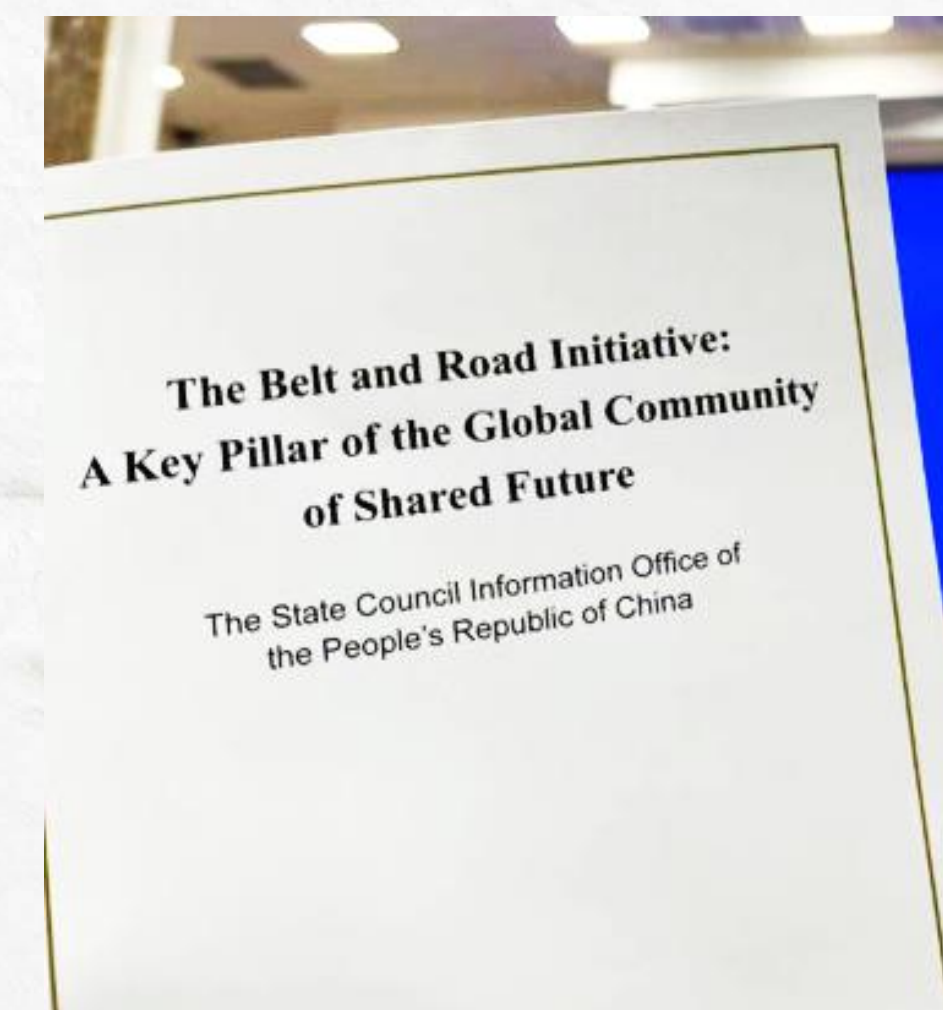 The Belt and Road Initiative:
A Key Pillar of the Global Community
of Shared Future
The State Council Information Office of
the People's Republic of China